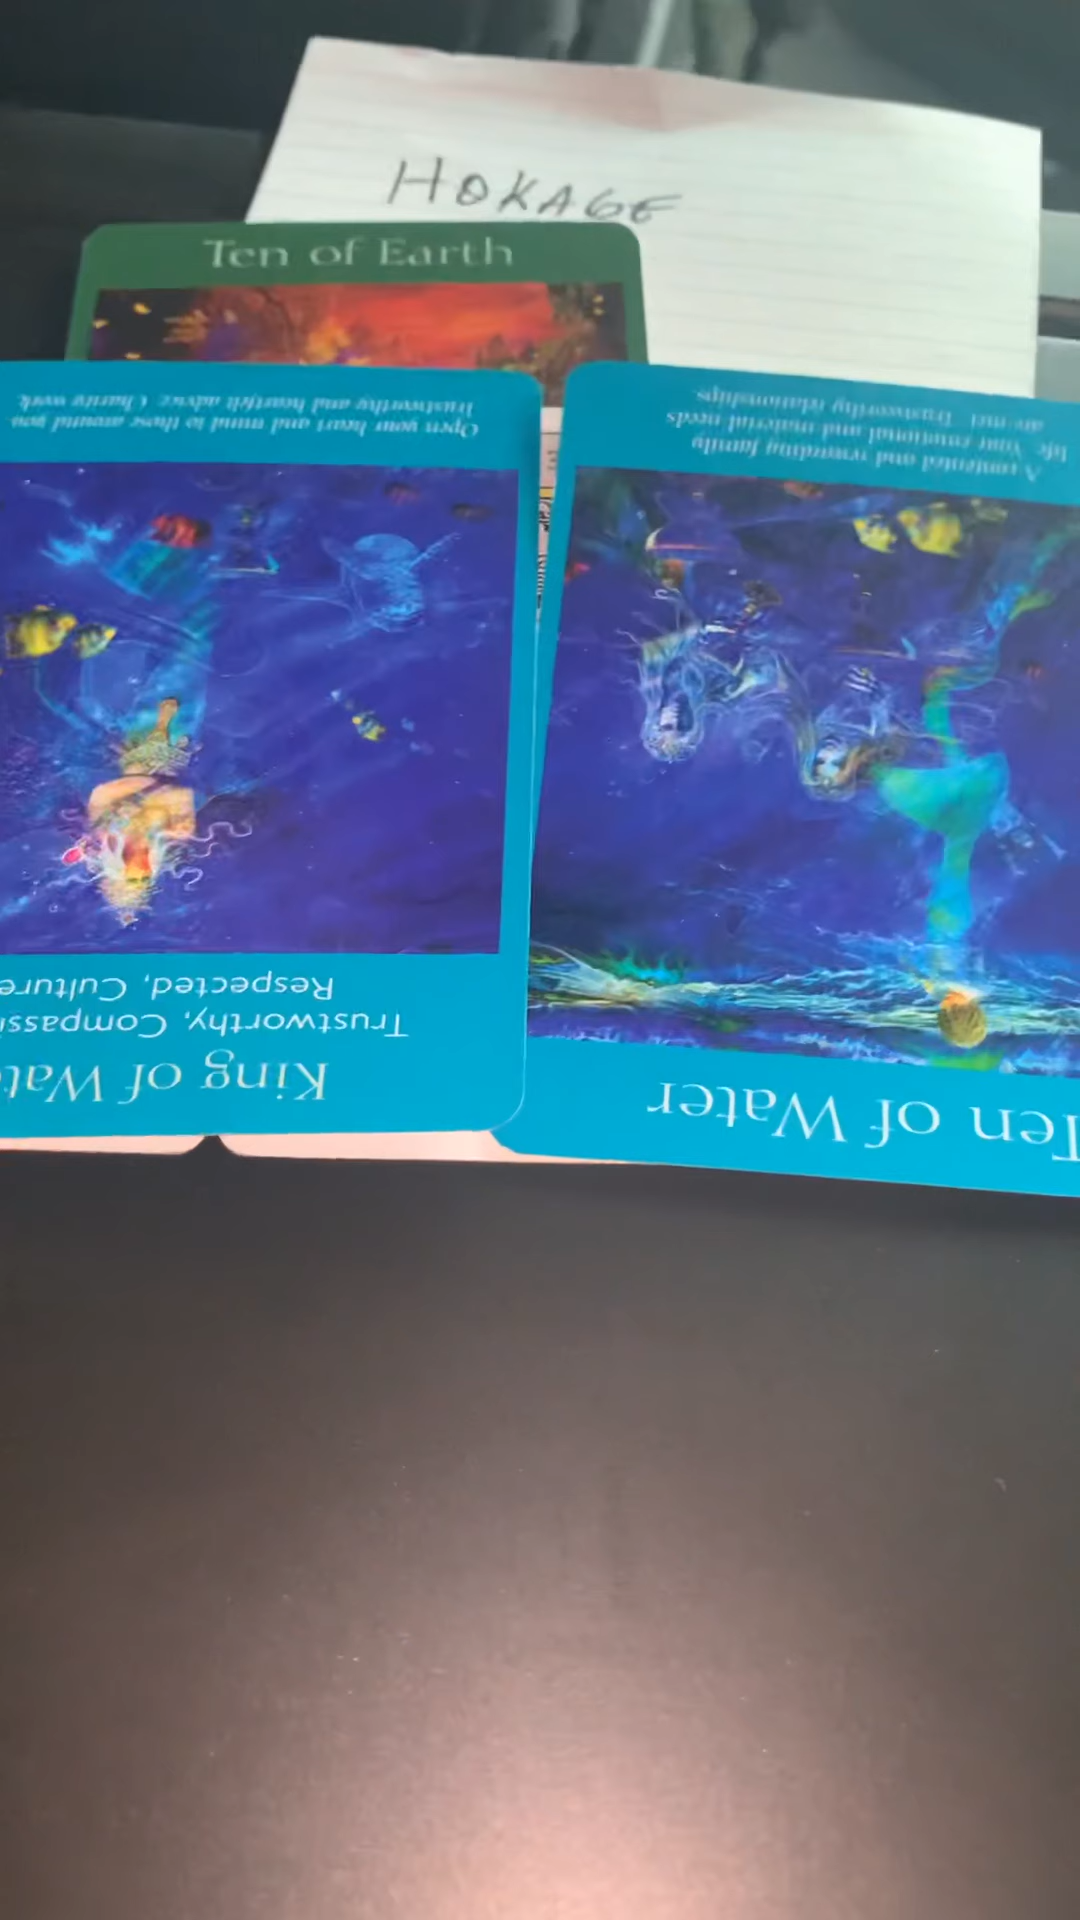 HOKAGE
Ten of Earth
Open your heart and mind to those around you.
Trustworthy and heartfelt advice. Charity work.
Respected, Culture
Trustworthy, Compassi
King of Wate
A contented and rewarding family
life. Your emotional and material needs
are met. Trustworthy relationships.
Ten of Water